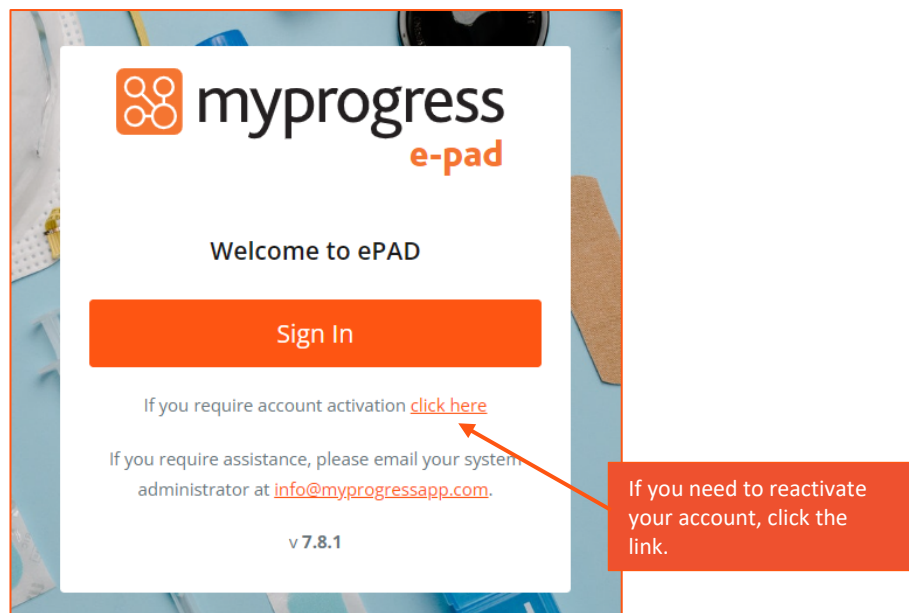 myprogress
e-pad
Welcome to ePAD
Sign In
If you require account activation click here
If you require assistance, please email your system
administrator at info@myprogressapp.com.
v 7.8.1
If you need to reactivate
your account, click the
link.